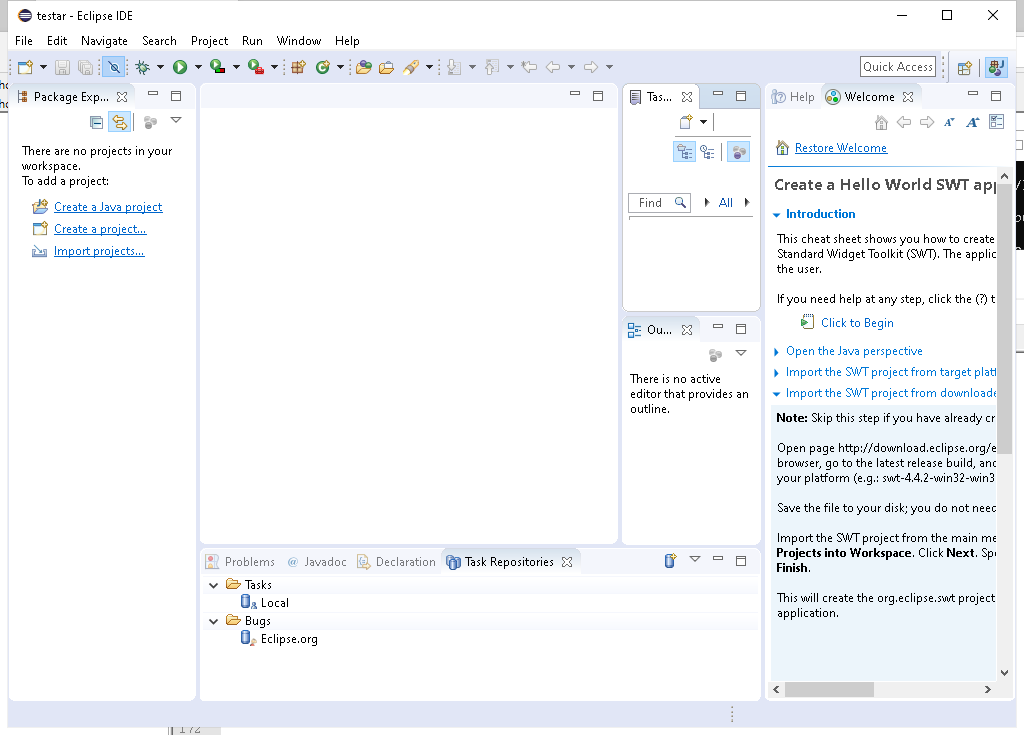 testar - Eclipse IDE
File Edit Navigate Search Project Run Window Help
Quick Access
Package Exp...
There are no projects in your
workspace.
To add a project:
Create a Java project
Create a project...
Import projects...
Tas...
Find
All
Ou...
There is no active
editor that provides an
outline.
Help Welcome
Restore Welcome
Create a Hello World SWT app
Introduction
This cheat sheet shows you how to create
Standard Widget Toolkit (SWT). The applic
the user.
If you need help at any step, click the (?) t
Click to Begin
Open the Java perspective
Import the SWT project from target platf
Import the SWT project from downloade
Note: Skip this step if you have already cr
Open page http://download.eclipse.org/e
browser, go to the latest release build, and
your platform (e.g.: swt-4.4.2-win32-win3
Save the file to your disk; you do not need
Import the SWT project from the main me
Projects into Workspace. Click Next. Spe
Finish.
This will create the org.eclipse.swt project
application.
Problems @ Javadoc Declaration Task Repositories
Tasks
Local
Bugs
Eclipse.org
172